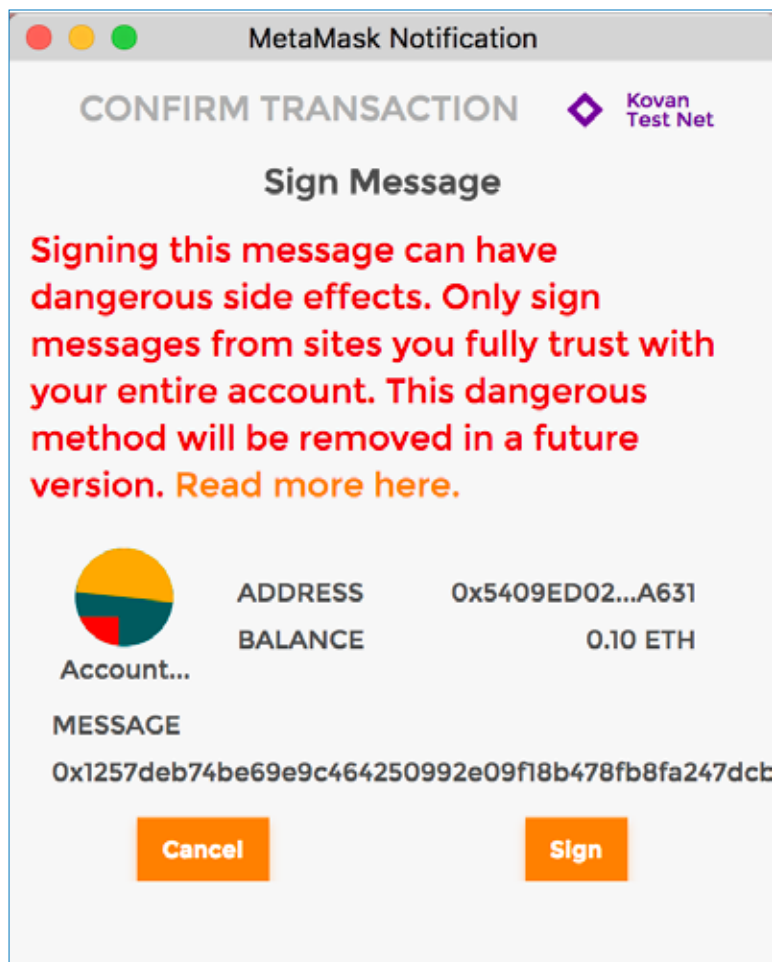 MetaMask Notification
CONFIRM TRANSACTION
Kovan
Test Net
Sign Message
Signing this message can have
dangerous side effects. Only sign
messages from sites you fully trust with
your entire account. This dangerous
method will be removed in a future
version. Read more here.
ADDRESS 0x5409ED02...A631
BALANCE 0.10 ETH
Account...
MESSAGE
0x1257deb74be69e9c464250992e09f18b478fb8fa247dcb
Cancel Sign